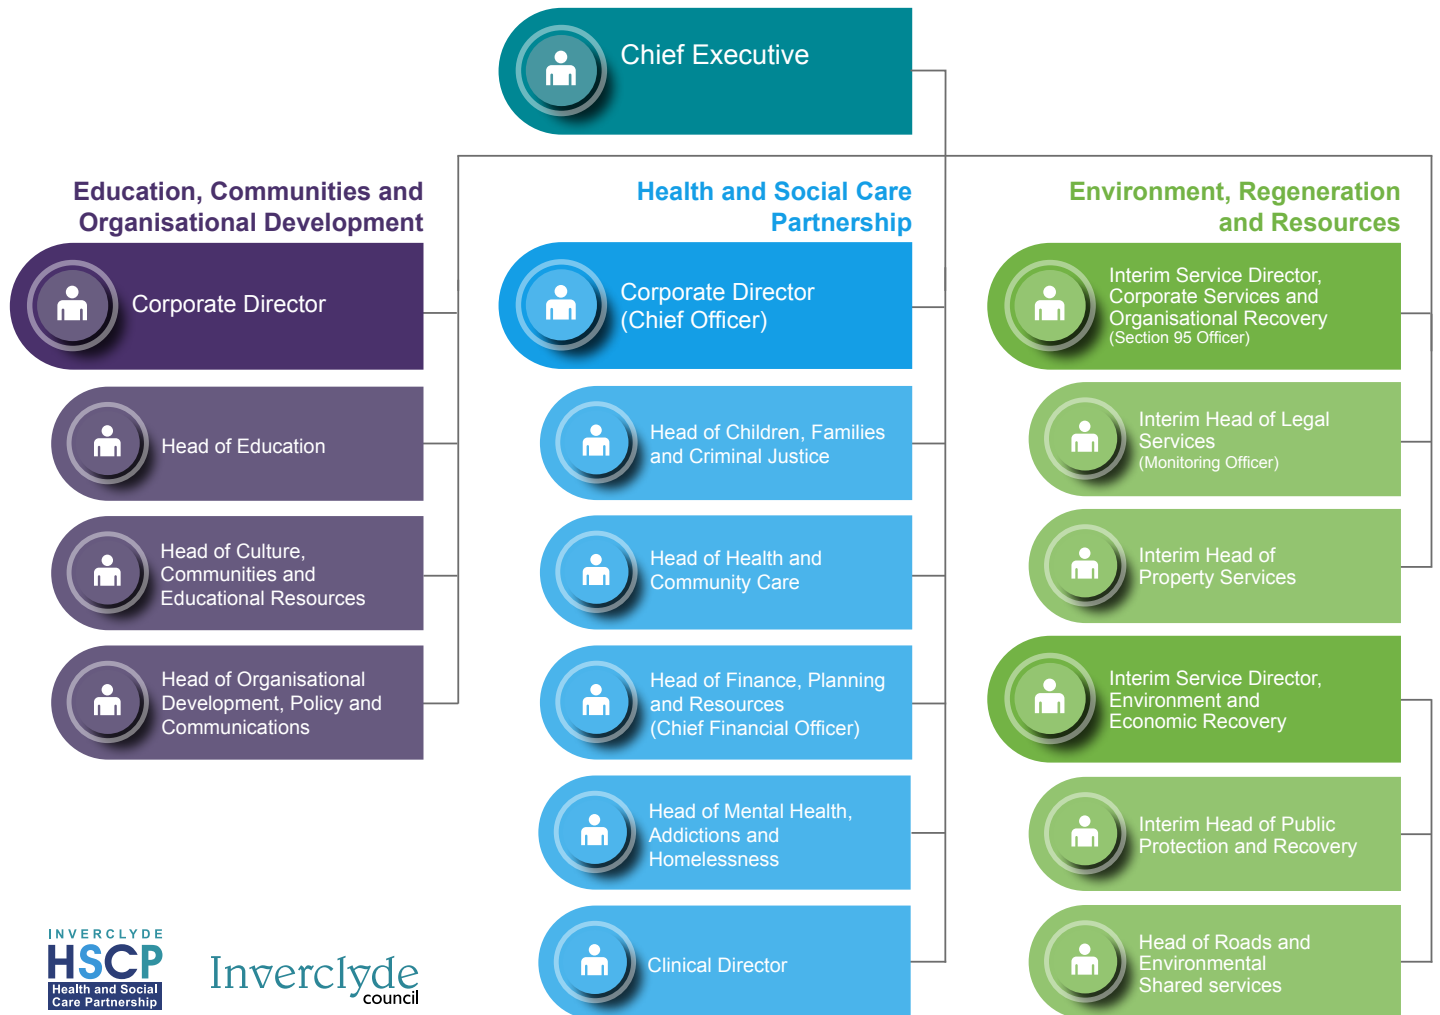 Chief Executive
Education, Communities and
Organisational Development
Corporate Director
Head of Education
Head of Culture,
Communities and
Educational Resources
Head of Organisational
Development, Policy and
Communications
Health and Social Care
Partnership
Corporate Director
(Chief Officer)
Head of Children, Families
and Criminal Justice
Head of Health and
Community Care
Head of Finance, Planning
and Resources
(Chief Financial Officer)
Head of Mental Health,
Addictions and
Homelessness
Clinical Director
Environment, Regeneration
and Resources
Interim Service Director,
Corporate Services and
Organisational Recovery
(Section 95 Officer)
Interim Head of Legal
Services
(Monitoring Officer)
Interim Head of
Property Services
Interim Service Director,
Environment and
Economic Recovery
Interim Head of Public
Protection and Recovery
Head of Roads and
Environmental
Shared services
INVERCLYDE
HSCP
Health and Social
Care Partnership
Inverclyde
council